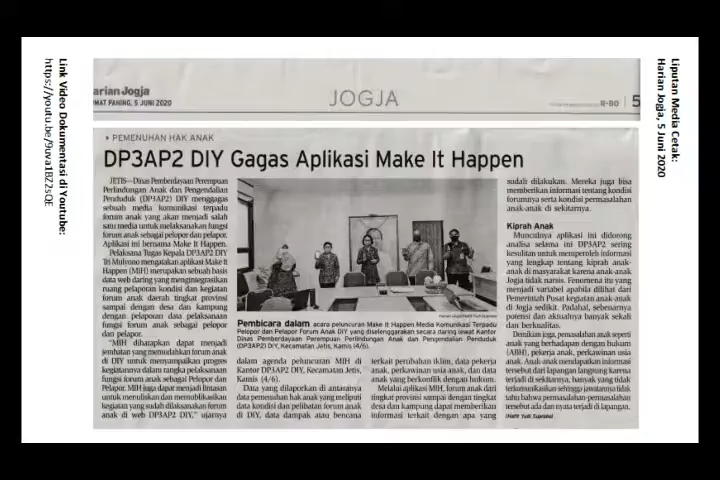 Link Video Dokumentasi di Youtube:
https://youtu.be/9uva1BZ2sQE
Liputan Media Cetak:
Harian Jogja, 5 Juni 2020
arian Jogja
MAT PAHING, 5 JUNI 2020
JOGJA
R-BO
5
PEMENUHAN HAK ANAK
DP3AP2 DIY Gagas Aplikasi Make It Happen
JETIS—Dinas Pemberdayaan Perempuan
Perlindungan Anak dan Pengendalian
Penduduk (DP3AP2) DIY menggagas
sebuah media komunikasi terpadu
forum anak yang akan menjadi salah
satu media untuk melaksanakan fungsi
forum anak sebagai pelopor dan pelapor.
Aplikasi ini bernama Make It Happen.
Pelaksana Tugas Kepala DP3AP2 DIY
Tri Mulyono mengatakan aplikasi Make It
Happen (MiH) merupakan sebuah basis
data web daring yang mengintegrasikan
ruang pelaporan kondisi dan kegiatan
forum anak daerah tingkat provinsi
sampai dengan desa dan kampung
dengan pelaporan data pelaksanaan
fungsi forum anak sebagai pelopor
dan pelapor.
"MIH diharapkan dapat menjadi
jembatan yang memudahkan forum anak
di DIY untuk menyampaikan progres
kegiatannya dalam rangka pelaksanaan
fungsi forum anak sebagai Pelopor dan
Pelapor. MIH juga dapat menjadi lintasan
untuk menuliskan dan memublikasikan
kegiatan yang sudah dilaksanakan forum
anak di web DP3AP2 DIY," ujarnya
Harian Jogja/Hafit Yudi Suprobo
Pembicara dalam acara peluncuran Make It Happen Media Komunikasi Terpadu
Pelopor dan Pelapor Forum Anak DIY yang diselenggarakan secara daring lewat Kantor
Dinas Pemberdayaan Perempuan Perlindungan Anak dan Pengendalian Penduduk
(DP3AP2) DIY, Kecamatan Jetis, Kamis (4/6).
dalam agenda peluncuran MIH di
Kantor DP3AP2 DIY, Kecamatan Jetis,
Kamis (4/6).
Data yang dilaporkan di antaranya
data pemenuhan hak anak yang meliputi
data kondisi dan pelibatan forum anak
di DIY, data dampak atau bencana
terkait perubahan iklim, data pekerja
anak, perkawinan usia anak, dan data
anak yang berkonflik dengan hukum.
Melalui aplikasi MIH, forum anak dari
tingkat provinsi sampai dengan tingkat
desa dan kampung dapat memberikan
informasi terkait dengan apa yang
sudah dilakukan. Mereka juga bisa
memberikan informasi tentang kondisi
forumnya serta kondisi permasalahan
anak-anak di sekitarnya.
Kiprah Anak
Munculnya aplikasi ini didorong
analisa selama ini DP3AP2 sering
kesulitan untuk memperoleh informasi
yang lengkap tentang kiprah anak-
anak di masyarakat karena anak-anak
Jogja tidak narsis. Fenomena itu yang
menjadi variabel apabila dilihat dari
Pemerintah Pusat kegiatan anak-anak
di Jogja sedikit. Padahal, sebenarnya
potensi dan aktualnya banyak sekali
dan berkualitas.
Demikian juga, permasalahan anak seperti
anak yang berhadapan dengan hukum
(ABH), pekerja anak, perkawinan usia
anak. Anak-anak mendapatkan informasi
tersebut dari lapangan langsung karena
terjadi di sekitarnya, banyak yang tidak
terkomunikasikan sehingga jawatannya tidak
tahu bahwa permasalahan-permasalahan
tersebut ada dan nyata terjadi di lapangan.
(Hafit Yudi Suprobo)